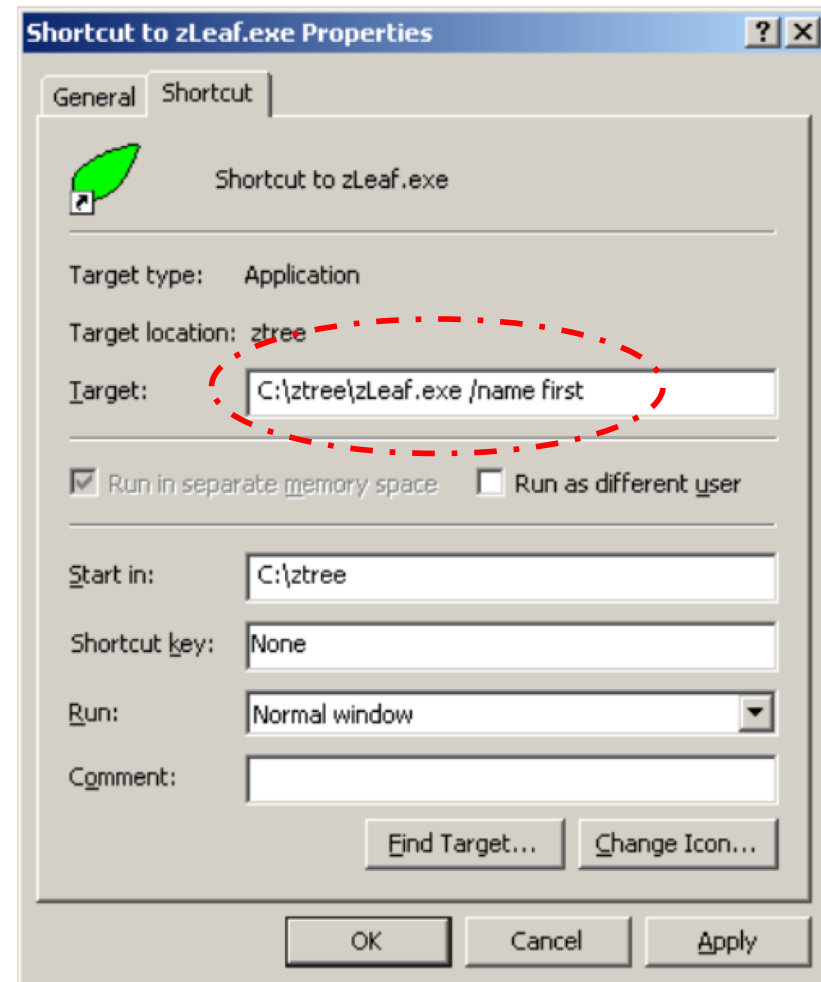 Shortcut to zLeaf.exe Properties
General
Shortcut
Shortcut to zLeaf.exe
Target type: Application
Target location: ztree
Target: C:\ztree\zLeaf.exe /name first
Run in separate memory space
Run as different user
Start in: C:\ztree
Shortcut key: None
Run: Normal window
Comment:
Find Target...
Change Icon...
OK
Cancel
Apply